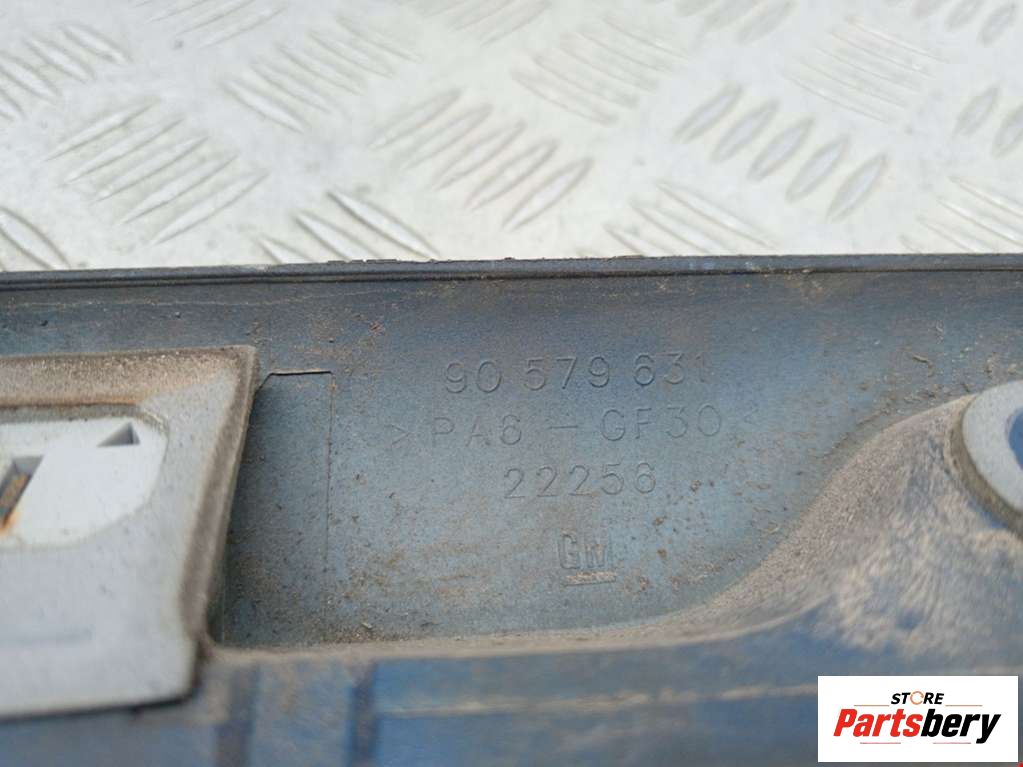 90 579 631
>PA6 - GF30<
22256
GM
STORE
Partsbery